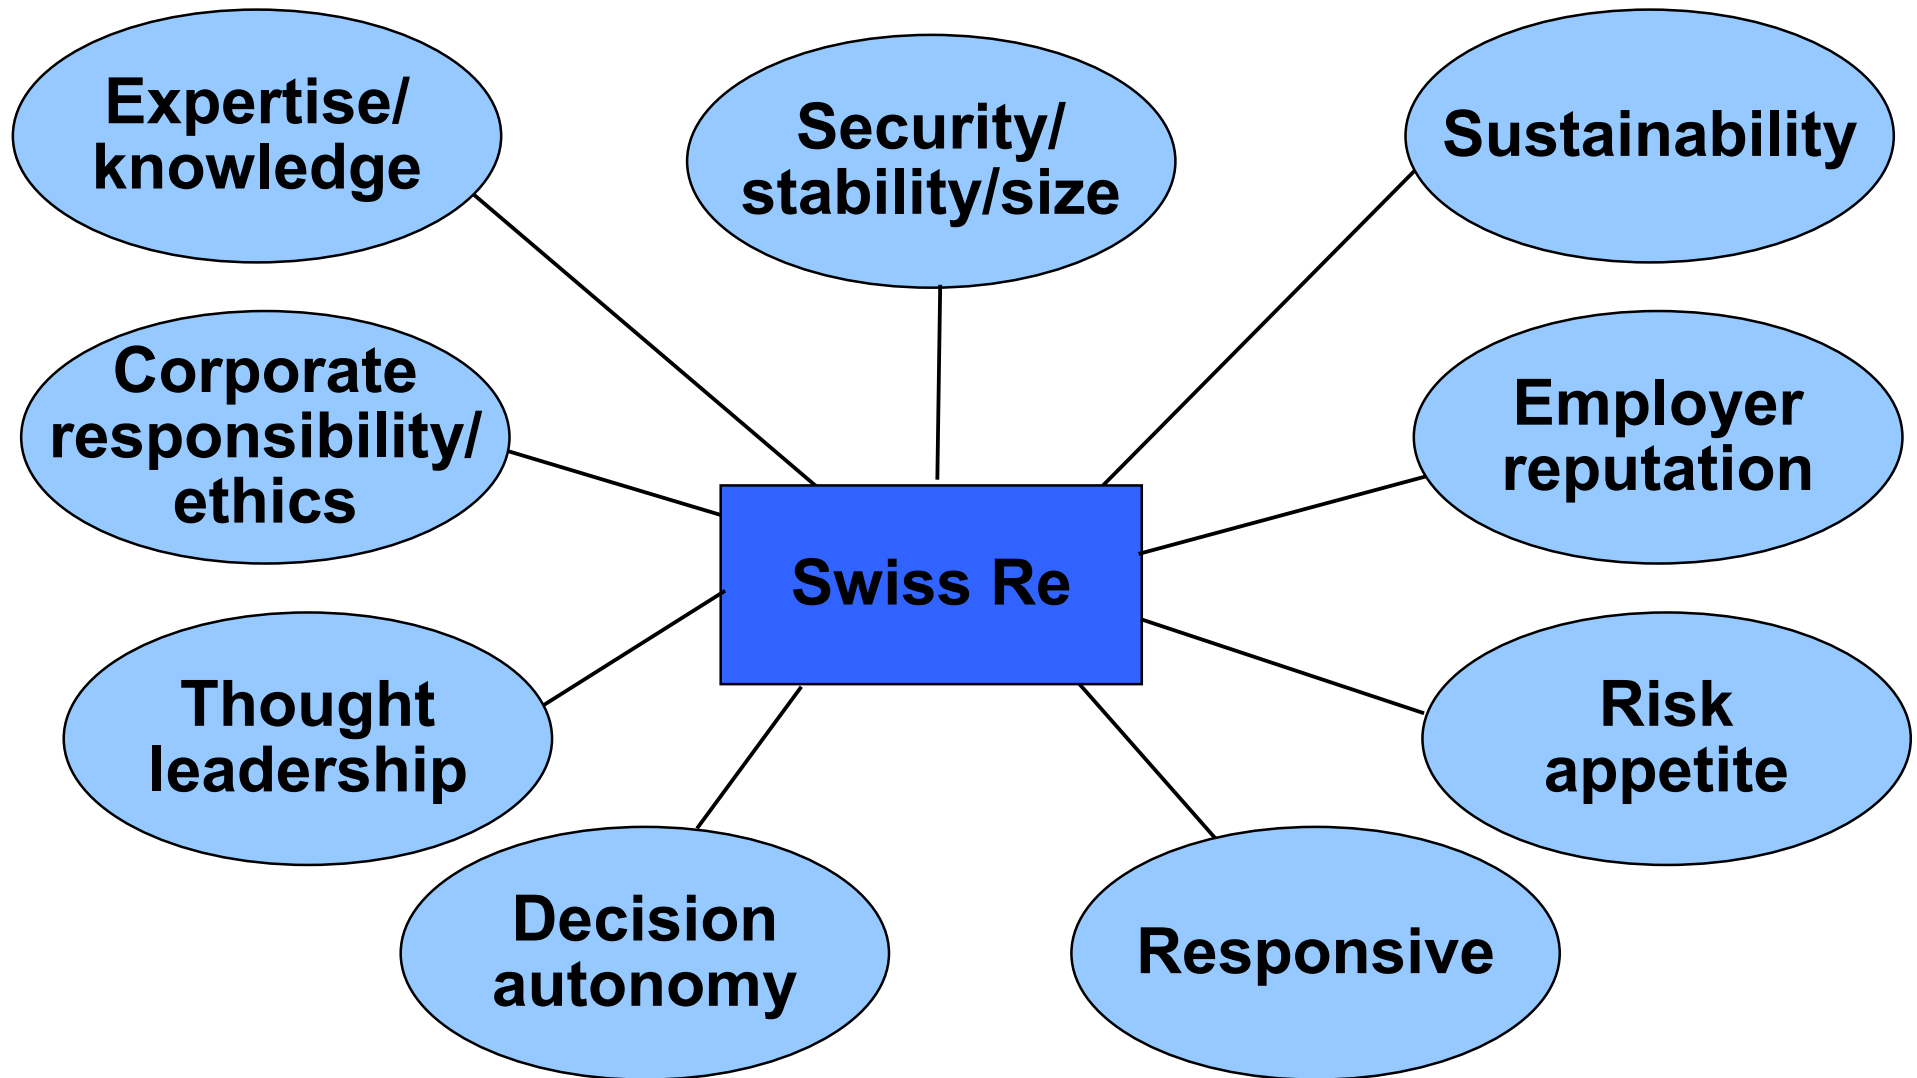 Expertise/
knowledge
Security/
stability/size
Sustainability
Corporate
responsibility/
ethics
Employer
reputation
Swiss Re
Thought
leadership
Risk
appetite
Decision
autonomy
Responsive